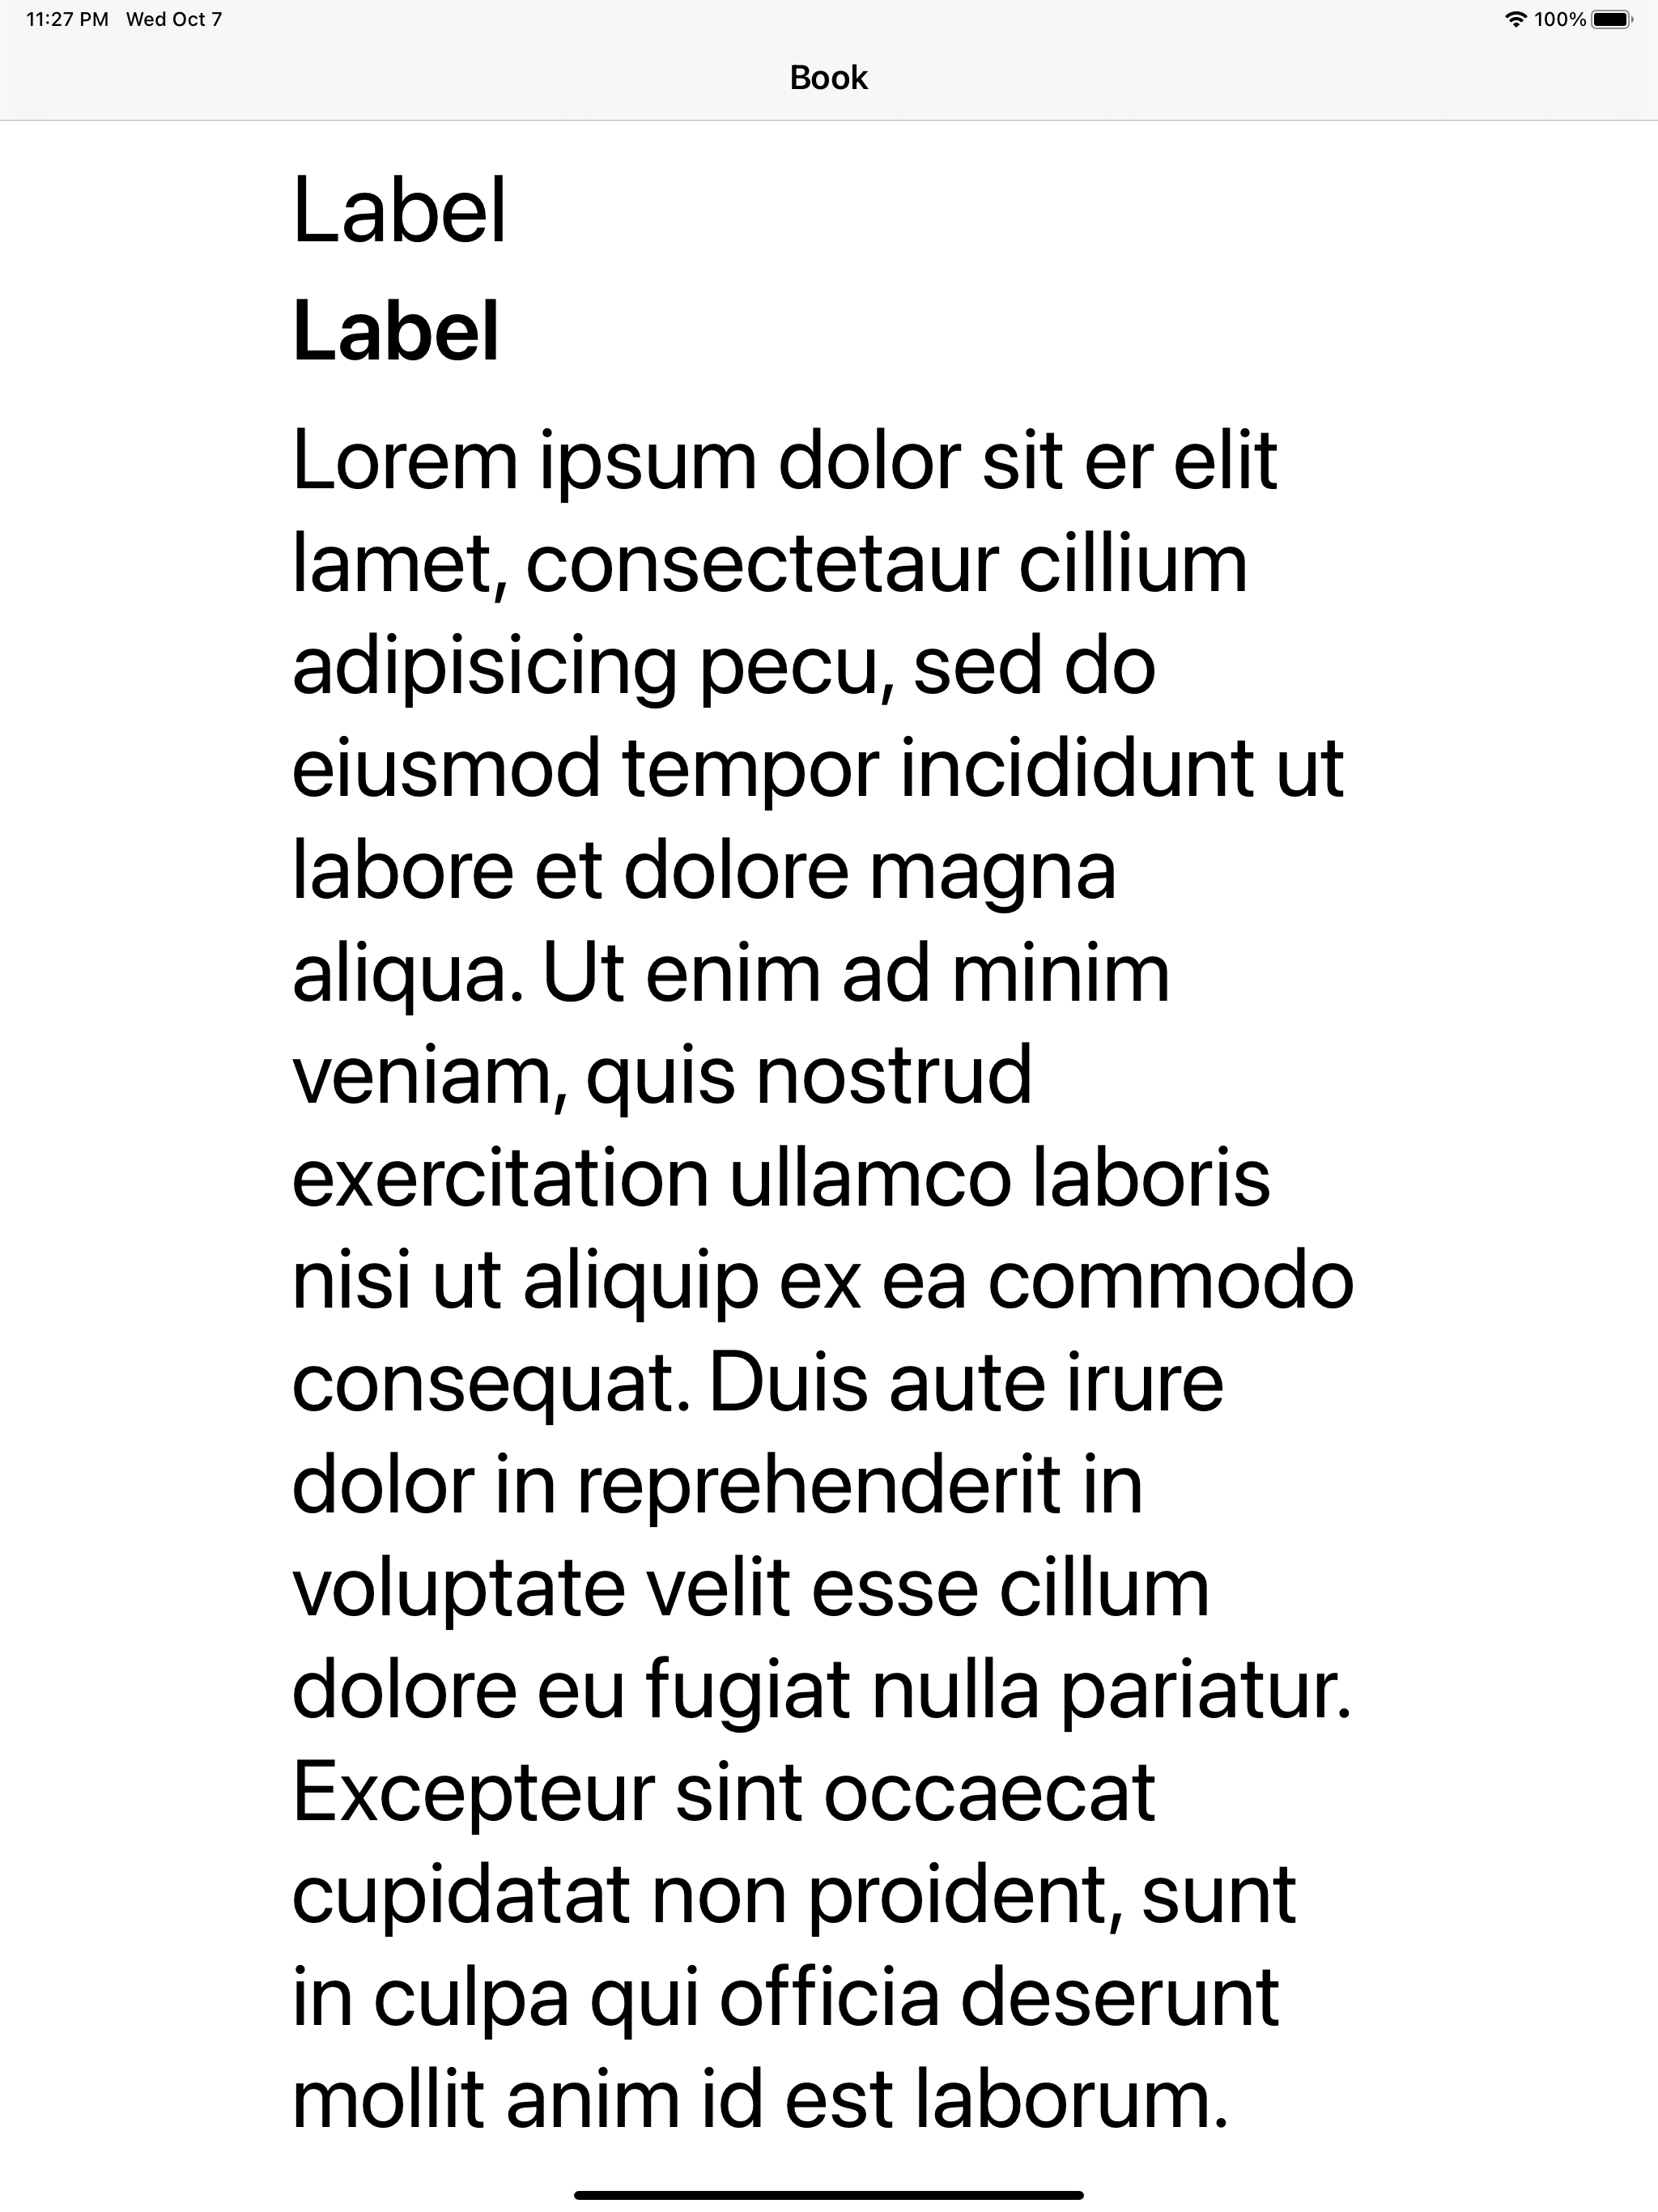 11:27 PM Wed Oct 7 100%
Book
Label
Label
Lorem ipsum dolor sit er elit
lamet, consectetaur cillium
adipisicing pecu, sed do
eiusmod tempor incididunt ut
labore et dolore magna
aliqua. Ut enim ad minim
veniam, quis nostrud
exercitation ullamco laboris
nisi ut aliquip ex ea commodo
consequat. Duis aute irure
dolor in reprehenderit in
voluptate velit esse cillum
dolore eu fugiat nulla pariatur.
Excepteur sint occaecat
cupidatat non proident, sunt
in culpa qui officia deserunt
mollit anim id est laborum.